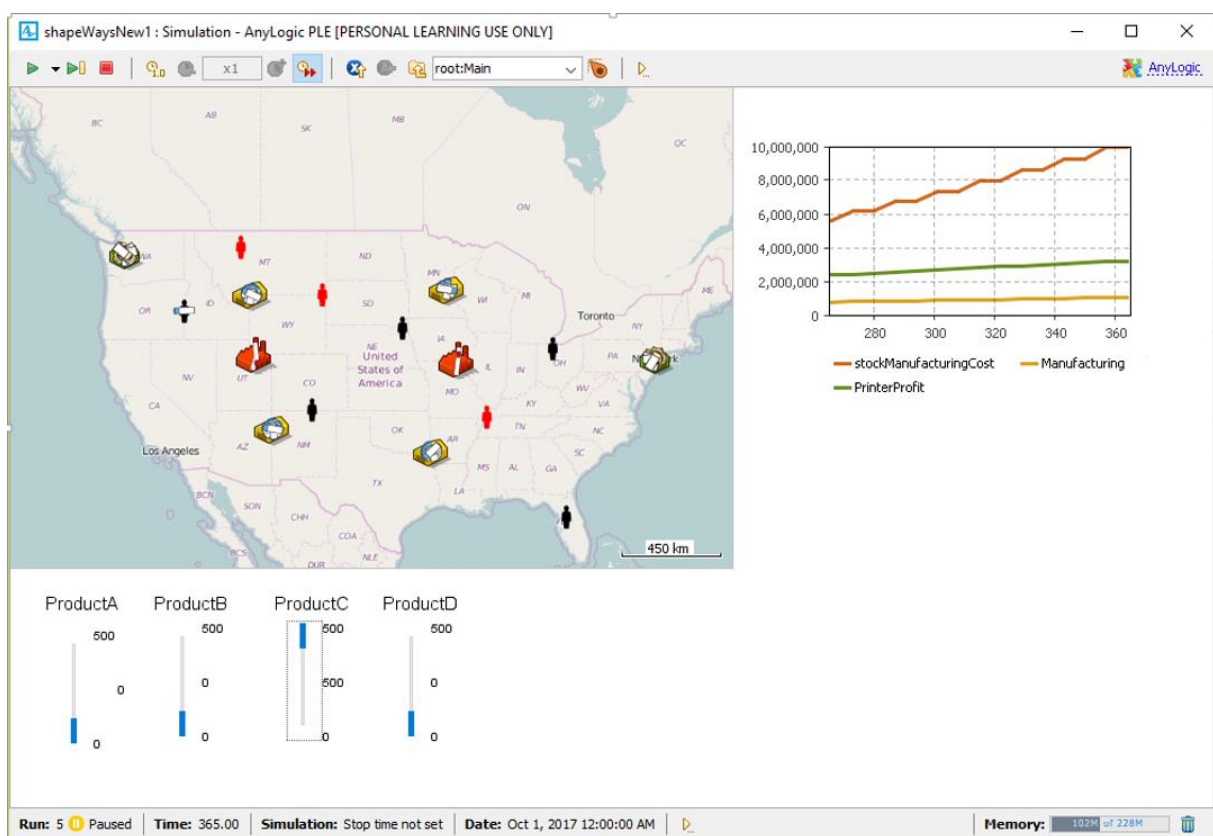 shapeWaysNew1 : Simulation - AnyLogic PLE [PERSONAL LEARNING USE ONLY]
1.0 x1 root:Main AnyLogic
BC AB SK MB ON QC
WA MT ND MN OR ID SD WI MI ME
WY IA Toronto NY
NE United States of America
NV UT CO IN OH PA
CA MO KY WV VA
Los Angeles AZ NM OK AR TN NC
TX MS AL GA SC
LA
BCN SON CHH COA
BCS DUR NLE
450 km
10,000,000
8,000,000
6,000,000
4,000,000
2,000,000
0
280 300 320 340 360
stockManufacturingCost Manufacturing
PrinterProfit
ProductA ProductB ProductC ProductD
500 500 500 500
0 0 500 0
0 0 0 0
Run: 5 Paused Time: 365.00 Simulation: Stop time not set Date: Oct 1, 2017 12:00:00 AM Memory: 102M of 228M